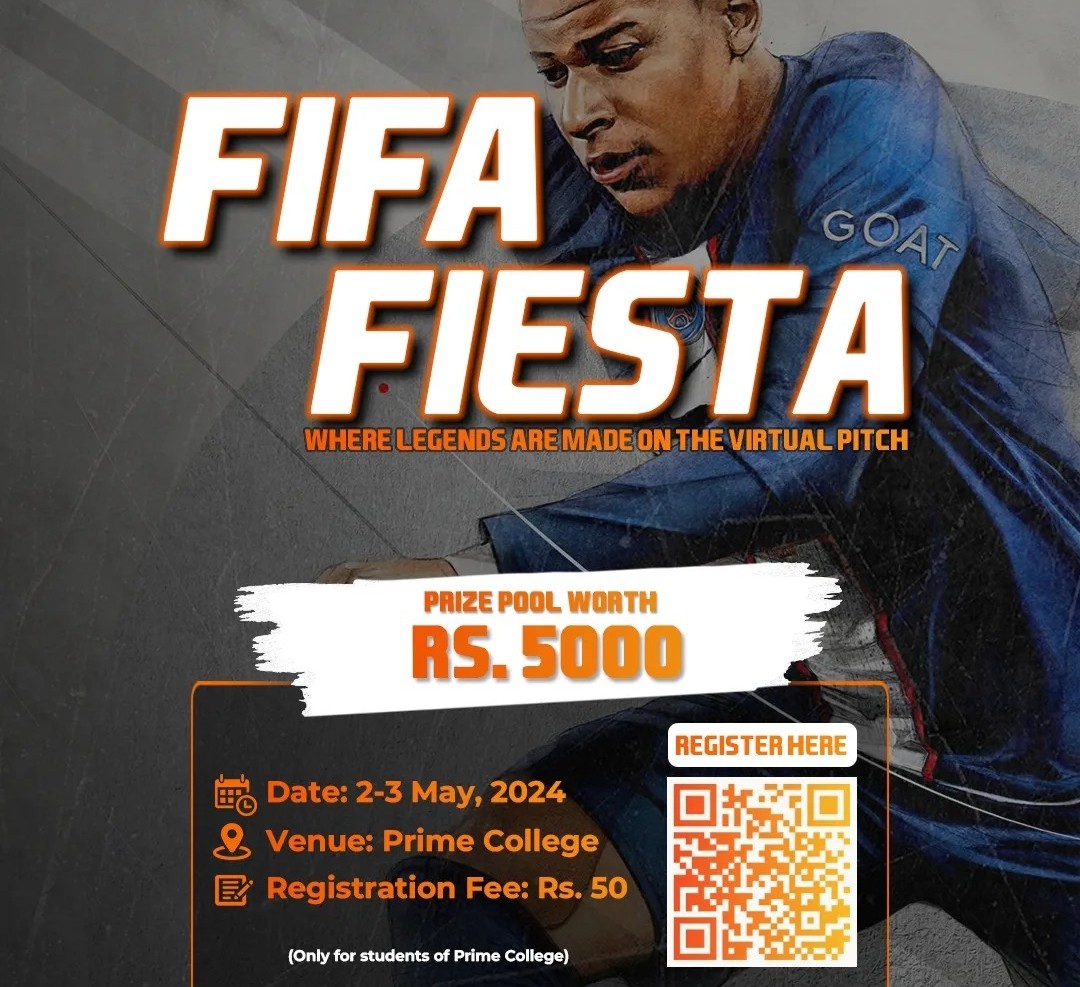 FIFA
GOAT
FIESTA
WHERE LEGENDS ARE MADE ON THE VIRTUAL PITCH
PRIZE POOL WORTH
RS. 5000
REGISTER HERE
Date: 2-3 May, 2024
Venue: Prime College
Registration Fee: Rs. 50
(Only for students of Prime College)